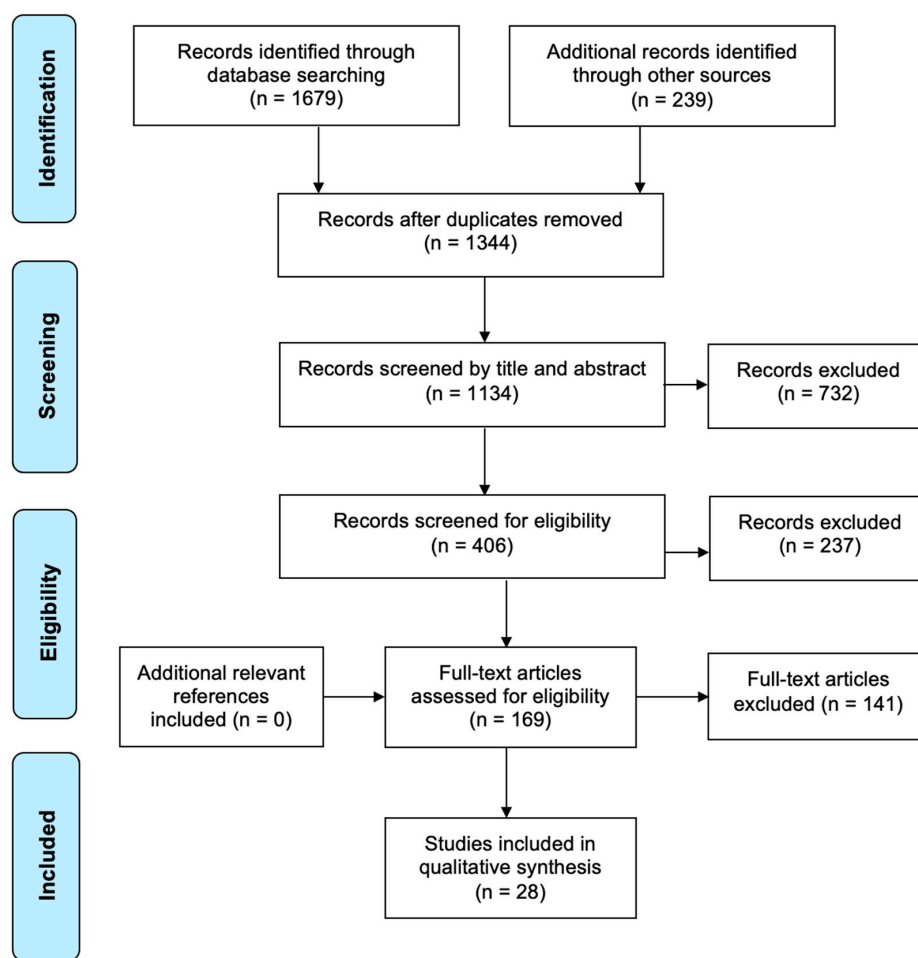 Identification
Records identified through
database searching
(n = 1679)
Additional records identified
through other sources
(n = 239)
Records after duplicates removed
(n = 1344)
Screening
Records screened by title and abstract
(n = 1134)
Records excluded
(n = 732)
Eligibility
Records screened for eligibility
(n = 406)
Records excluded
(n = 237)
Additional relevant
references
included (n = 0)
Full-text articles
assessed for eligibility
(n = 169)
Full-text articles
excluded (n = 141)
Included
Studies included in
qualitative synthesis
(n = 28)